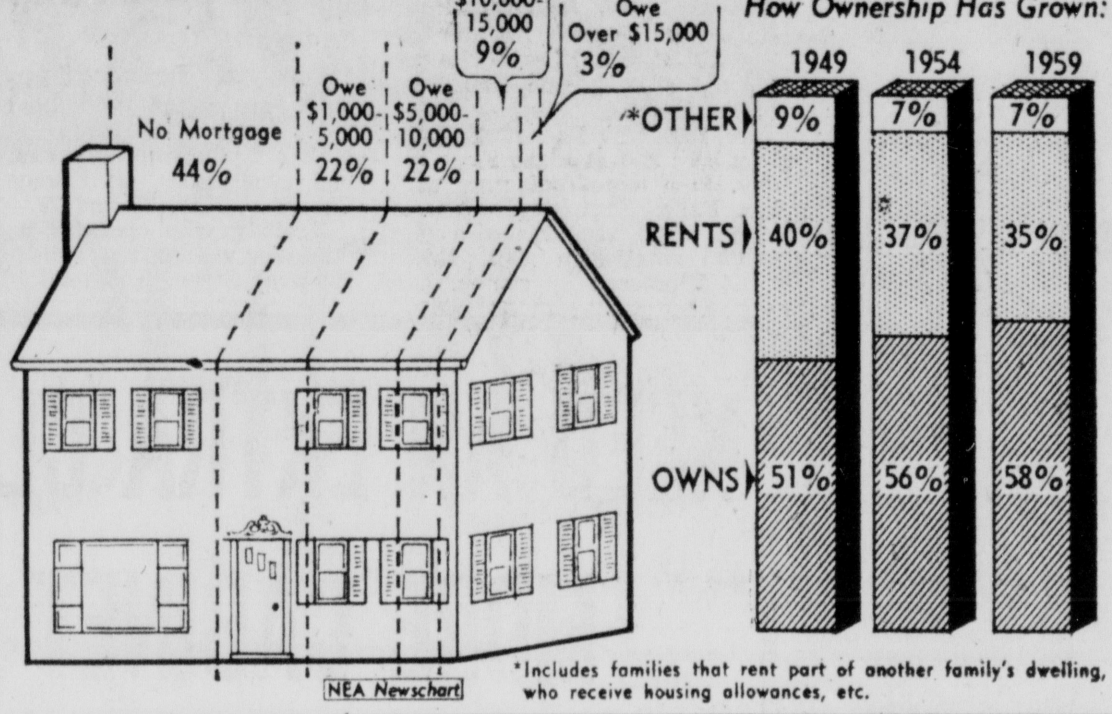 How Ownership Has Grown:
No Mortgage
44%
Owe
$1,000-
5,000
22%
Owe
$5,000-
10,000
22%
$10,000-
15,000
9%
Owe
Over $15,000
3%
1949
1954
1959
*OTHER
9%
7%
7%
RENTS
40%
37%
35%
OWNS
51%
56%
58%
NEA Newschart
*Includes families that rent part of another family's dwelling,
who receive housing allowances, etc.